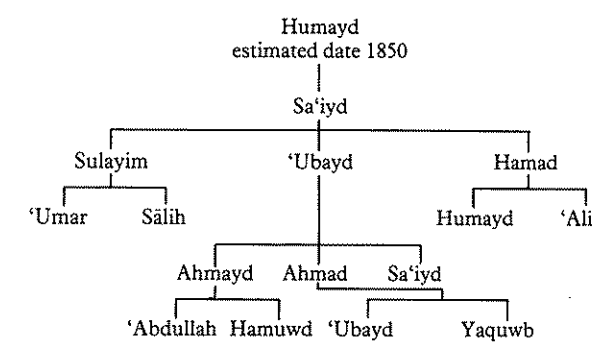 Humayd
estimated date 1850
Sa‘iyd
Sulayim ‘Ubayd Hamad
‘Umar Sälih Humayd ‘Ali
Ahmayd Ahmad Sa‘iyd
‘Abdullah Hamuwd ‘Ubayd Yaquwb